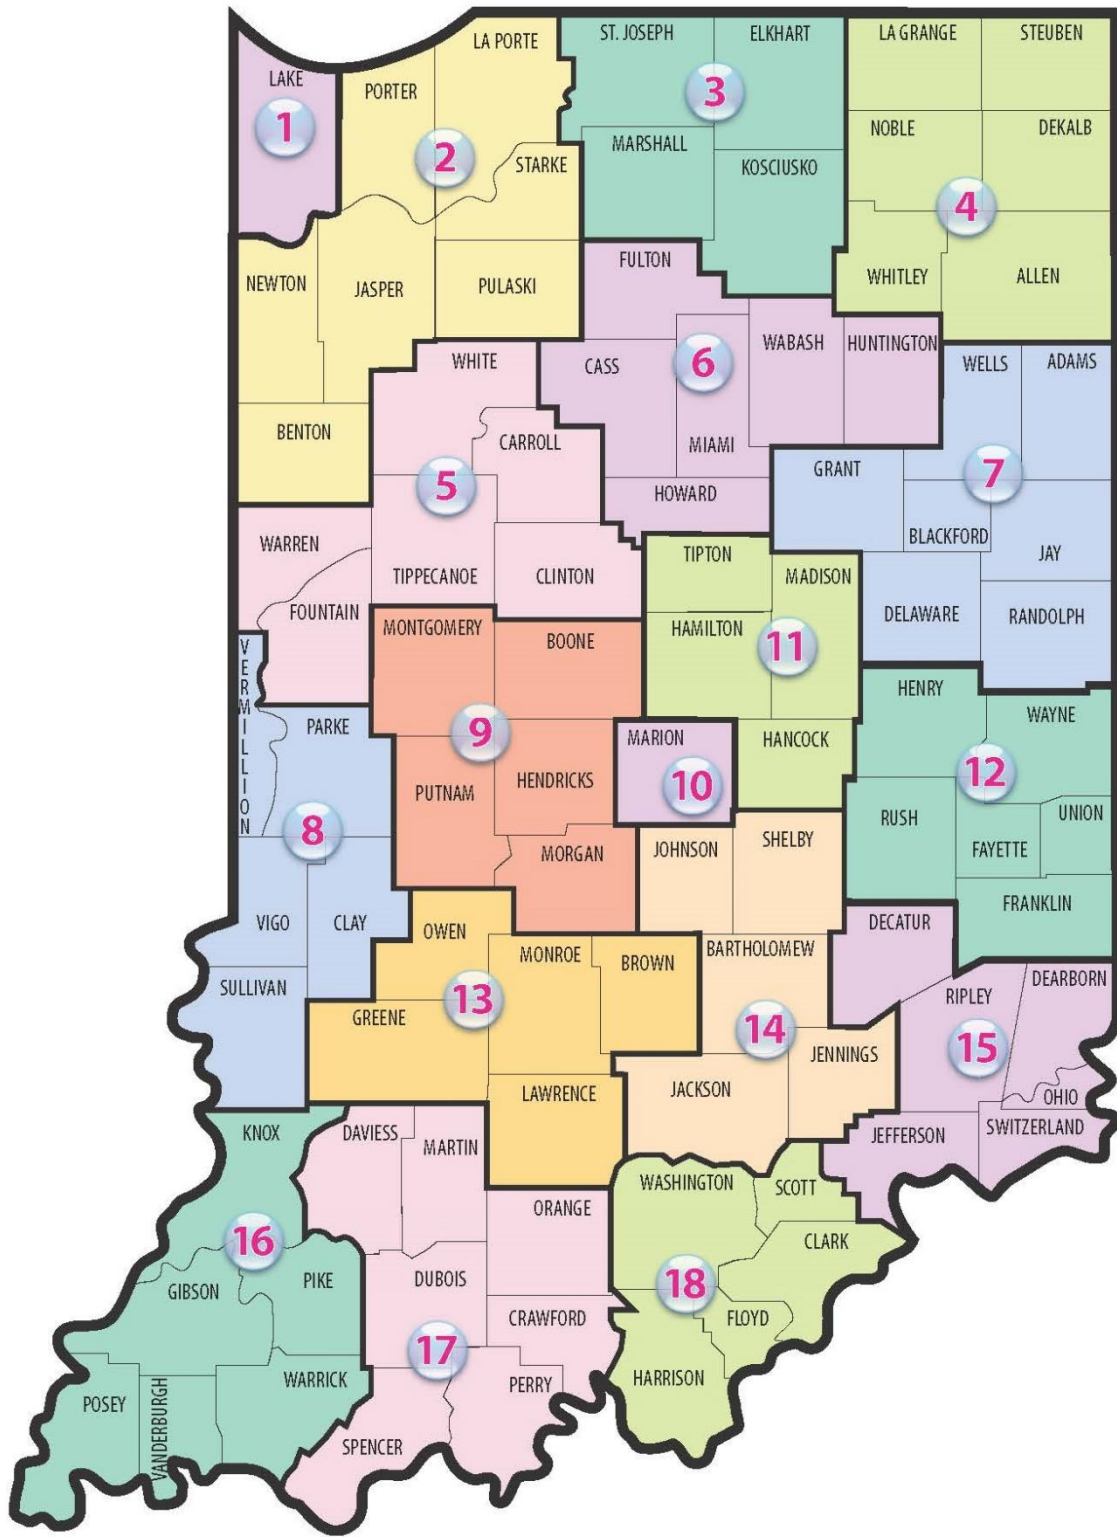 ST. JOSEPH
ELKHART
LA GRANGE
STEUBEN
LA PORTE
LAKE
PORTER
1
2
3
NOBLE
DEKALB
MARSHALL
STARKE
KOSCIUSKO
4
FULTON
NEWTON
JASPER
PULASKI
WHITLEY
ALLEN
WHITE
CASS
6
WABASH
HUNTINGTON
WELLS
ADAMS
BENTON
CARROLL
MIAMI
5
GRANT
7
HOWARD
WARREN
BLACKFORD
JAY
TIPTON
TIPPECANOE
CLINTON
MADISON
FOUNTAIN
DELAWARE
RANDOLPH
MONTGOMERY
BOONE
HAMILTON
11
VERMILLION
HENRY
PARKE
WAYNE
9
MARION
HANCOCK
12
PUTNAM
HENDRICKS
10
8
RUSH
UNION
MORGAN
JOHNSON
SHELBY
FAYETTE
FRANKLIN
VIGO
CLAY
OWEN
MONROE
BARTHOLOMEW
DECATUR
BROWN
SULLIVAN
13
RIPLEY
DEARBORN
GREENE
14
JENNINGS
15
LAWRENCE
JACKSON
OHIO
KNOX
DAVIESS
MARTIN
JEFFERSON
SWITZERLAND
WASHINGTON
SCOTT
ORANGE
16
CLARK
GIBSON
PIKE
DUBOIS
18
CRAWFORD
FLOYD
17
POSEY
VANDERBURGH
WARRICK
PERRY
HARRISON
SPENCER